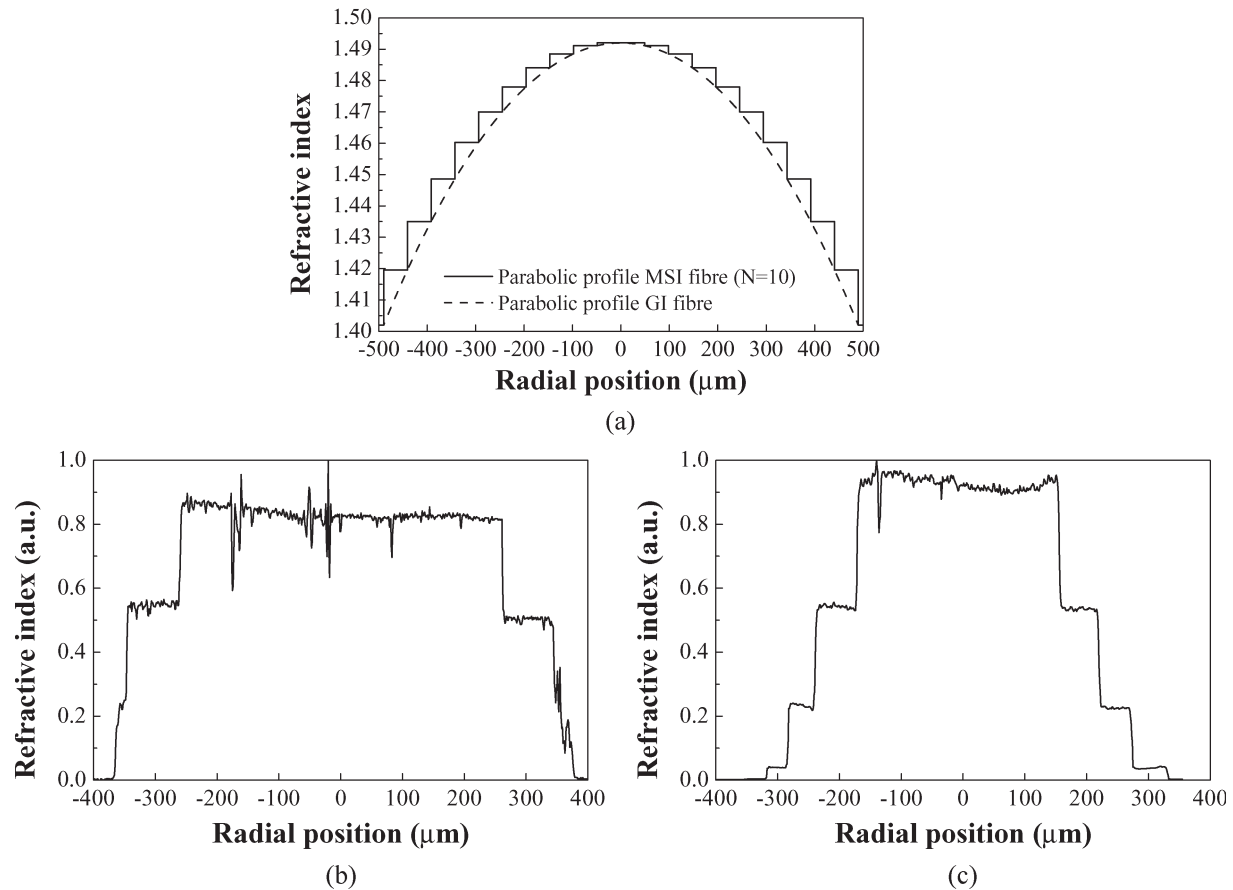 1.50
1.49
1.48
1.47
1.46
1.45
1.44
1.43
1.42
1.41
1.40
Refractive index
Parabolic profile MSI fibre (N=10)
Parabolic profile GI fibre
-500 -400 -300 -200 -100 0 100 200 300 400 500
Radial position (μm)
(a)
1.0
0.8
0.6
0.4
0.2
0.0
Refractive index (a.u.)
-400 -300 -200 -100 0 100 200 300 400
Radial position (μm)
(b)
1.0
0.8
0.6
0.4
0.2
0.0
Refractive index (a.u.)
-400 -300 -200 -100 0 100 200 300 400
Radial position (μm)
(c)